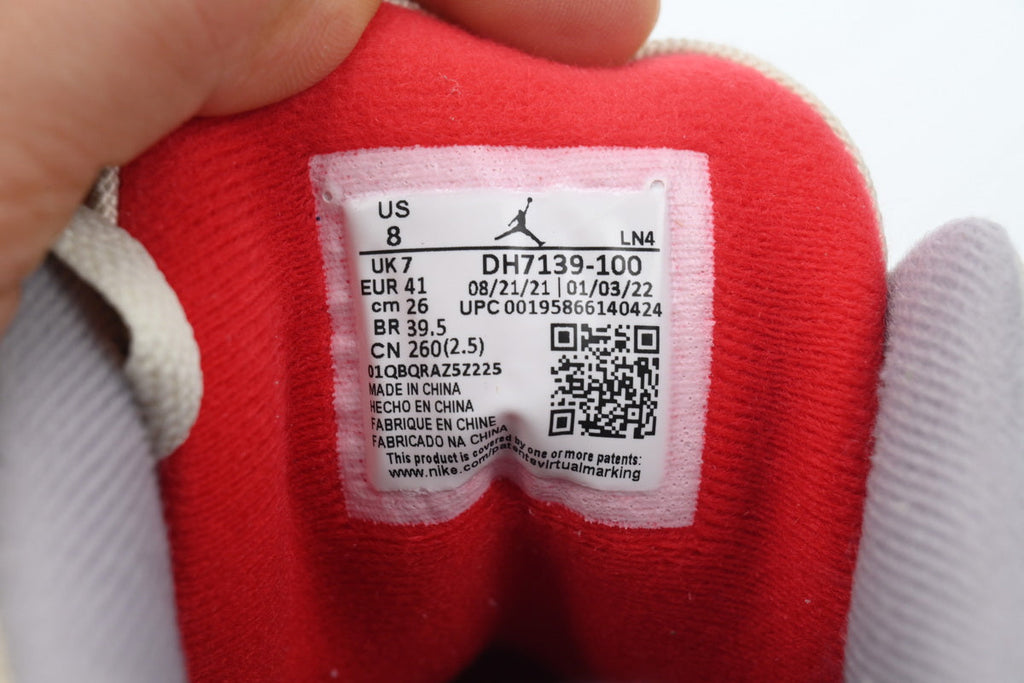 US
8
LN4
UK 7
DH7139-100
EUR 41
08/21/21 | 01/03/22
cm 26
UPC 00195866140424
BR 39.5
CN 260(2.5)
01QBQRAZ5Z225
MADE IN CHINA
HECHO EN CHINA
FABRIQUE EN CHINE
FABRICADO NA CHINA
This product is covered by one or more patents:
www.nike.com/patentsvirtualmarking